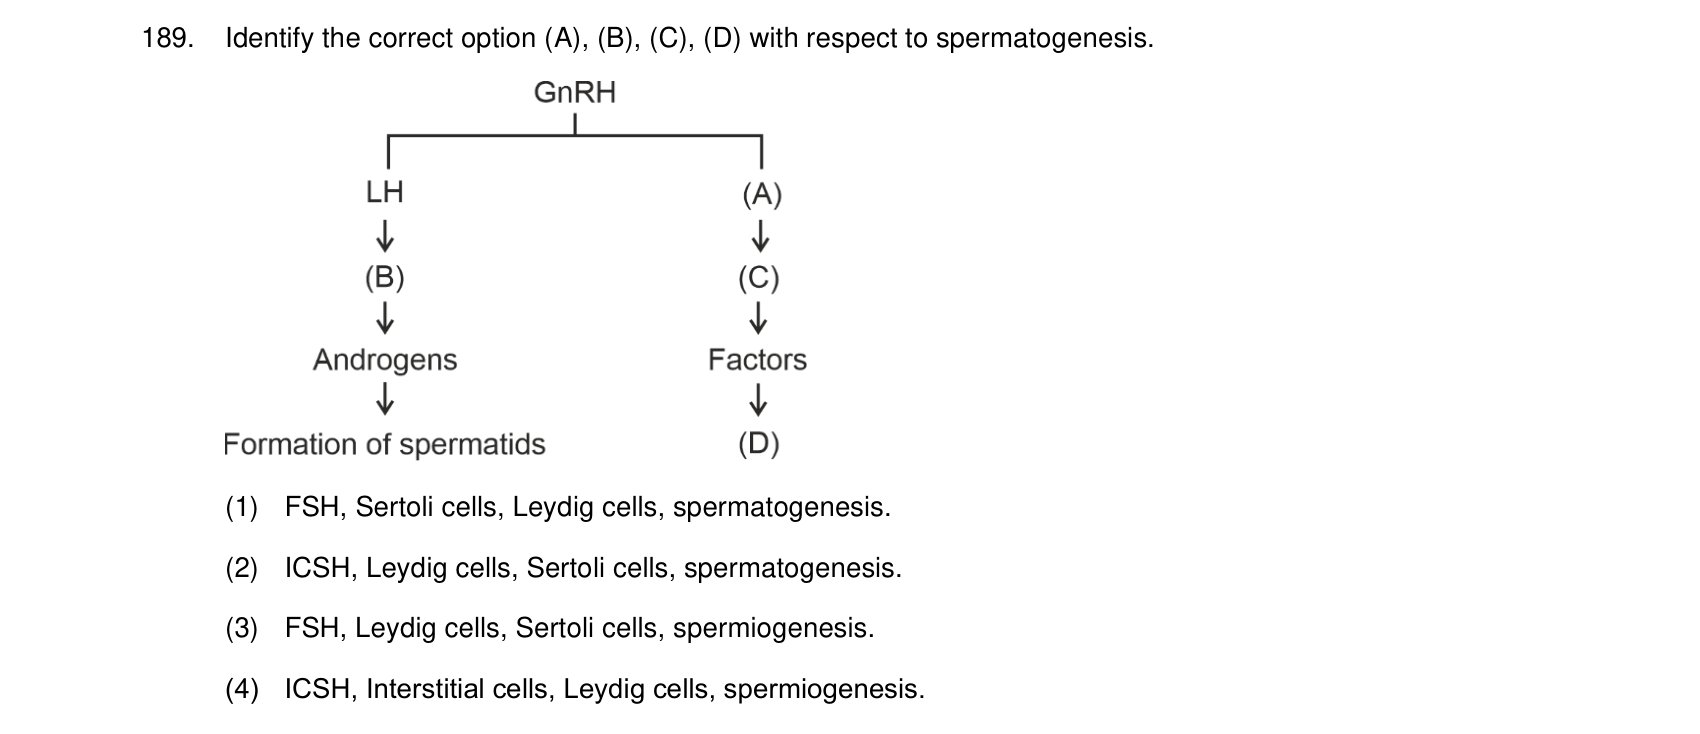 189. Identify the correct option (A), (B), (C), (D) with respect to spermatogenesis.
GnRH
LH (A)
(B) (C)
Androgens Factors
Formation of spermatids (D)
(1) FSH, Sertoli cells, Leydig cells, spermatogenesis.
(2) ICSH, Leydig cells, Sertoli cells, spermatogenesis.
(3) FSH, Leydig cells, Sertoli cells, spermiogenesis.
(4) ICSH, Interstitial cells, Leydig cells, spermiogenesis.